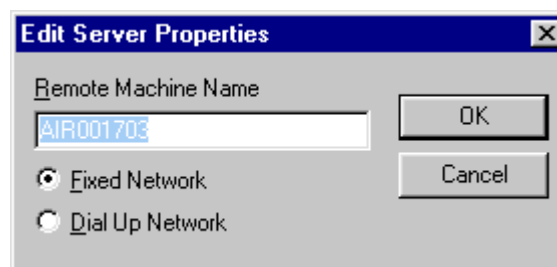 Edit Server Properties
Remote Machine Name
AIR001703
OK
Fixed Network
Cancel
Dial Up Network